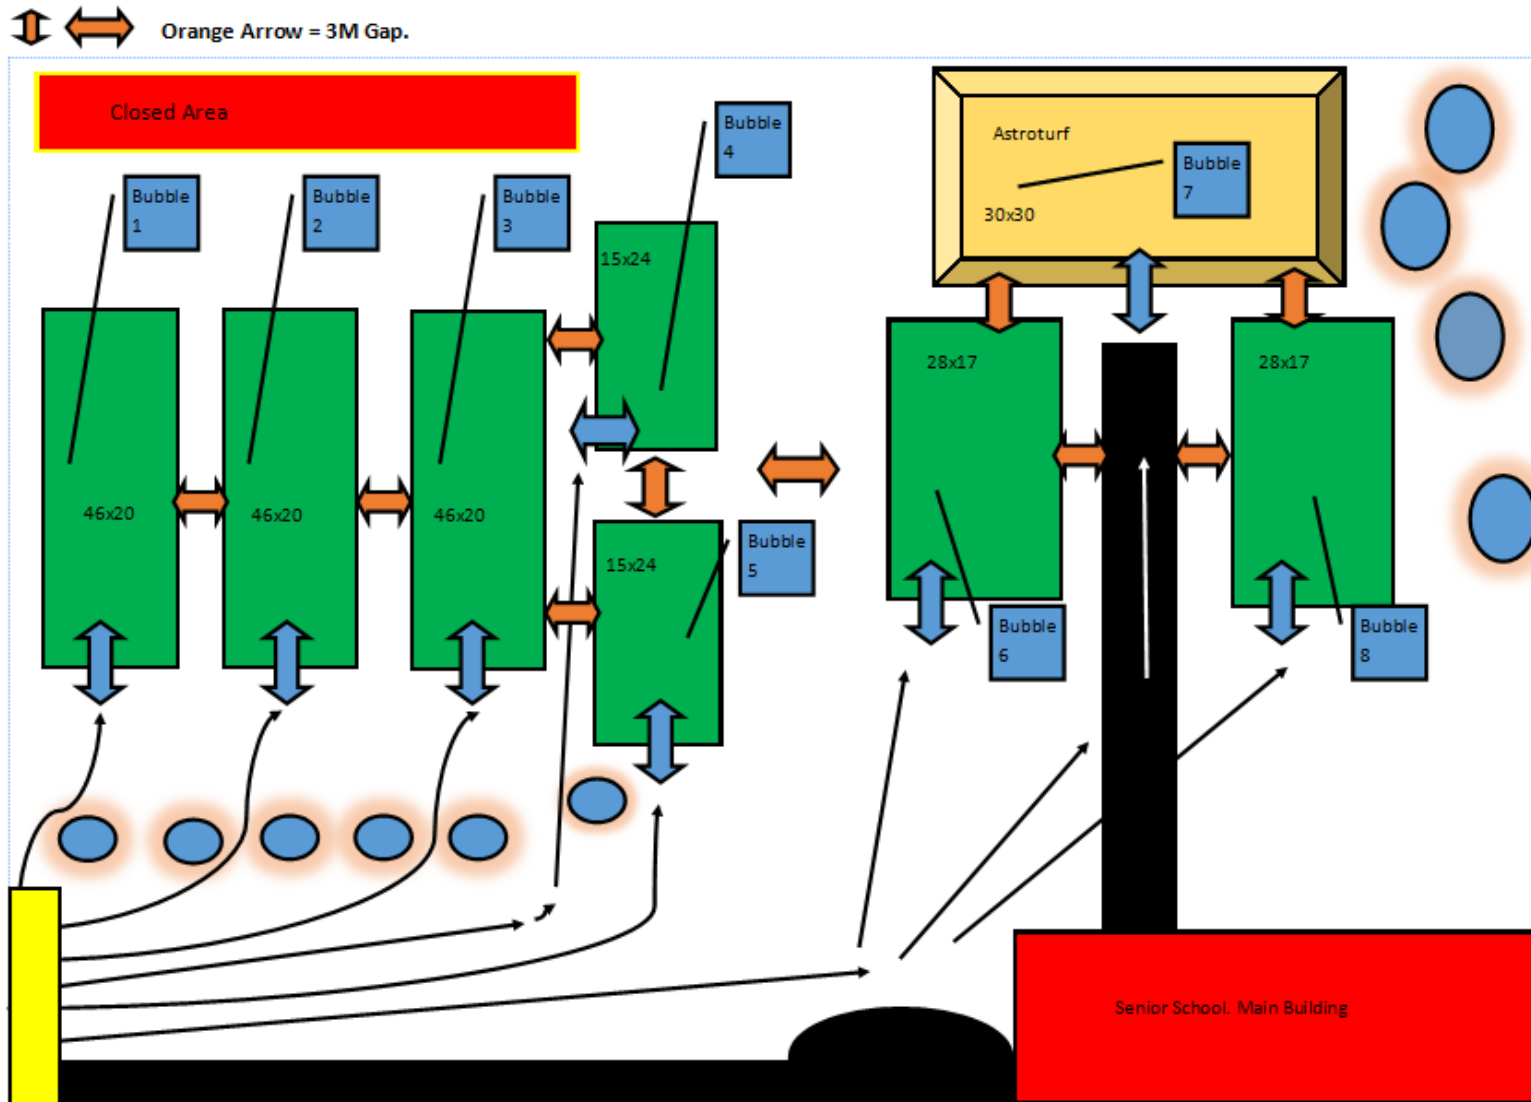 Orange Arrow = 3M Gap.
Closed Area
Bubble
4
Astroturf
Bubble
7
30x30
Bubble
1
Bubble
2
Bubble
3
15x24
28x17
28x17
46x20
46x20
46x20
Bubble
5
15x24
Bubble
6
Bubble
8
Senior School. Main Building